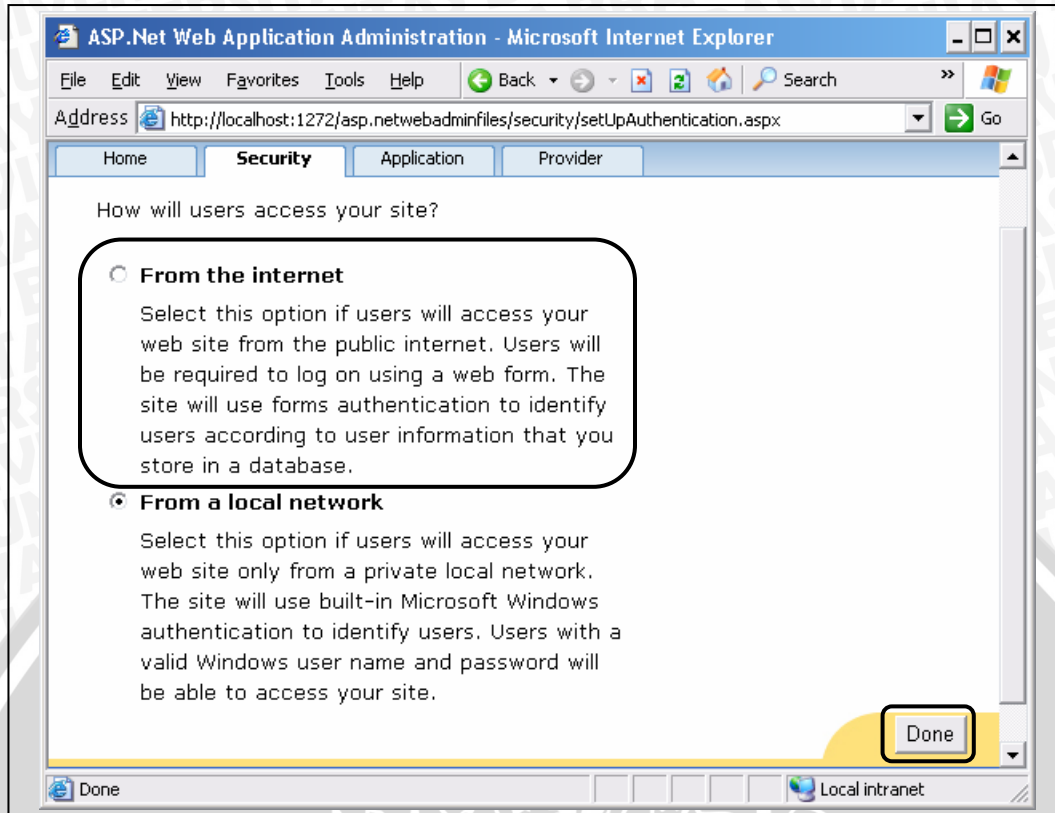 ASP.Net Web Application Administration - Microsoft Internet Explorer
File Edit View Favorites Tools Help Back Search »
Address http://localhost:1272/asp.netwebadminfiles/security/setUpAuthentication.aspx Go
Home Security Application Provider
How will users access your site?
From the internet
Select this option if users will access your
web site from the public internet. Users will
be required to log on using a web form. The
site will use forms authentication to identify
users according to user information that you
store in a database.
From a local network
Select this option if users will access your
web site only from a private local network.
The site will use built-in Microsoft Windows
authentication to identify users. Users with a
valid Windows user name and password will
be able to access your site.
Done
Done Local intranet